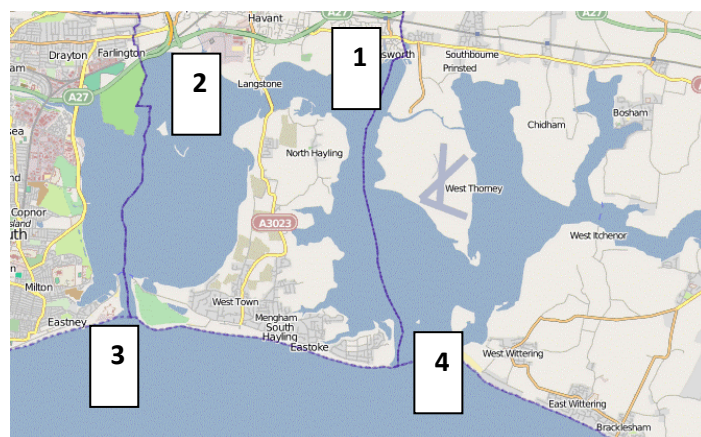 Havant
A27
A27
Drayton
Farlington
1
Southbourne
Prinsted
2
Langstone
A27
Chidham
Bosham
North Hayling
West Thorney
Copnor
A3023
West Itchenor
Milton
West Town
Eastney
Mengham
South
Hayling
Eastoke
3
4
West Wittering
East Wittering
Bracklesham